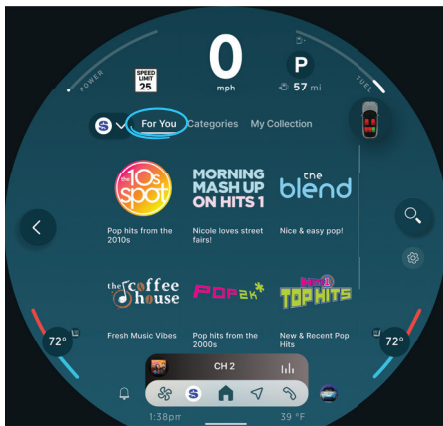 0
mph
POWER
SPEED
LIMIT
25
P
57 mi
FUEL
S
For You
Categories
My Collection
the
10s
spot
MORNING
MASH UP
ON HITS 1
the
blend
Pop hits from the
2010s
Nicole loves street
fairs!
Nice & easy pop!
the coffee
house
POP2K
TOP HITS
Fresh Music Vibes
Pop hits from the
2000s
New & Recent Pop
Hits
72°
72°
CH 2
S
1:38pm
39 °F